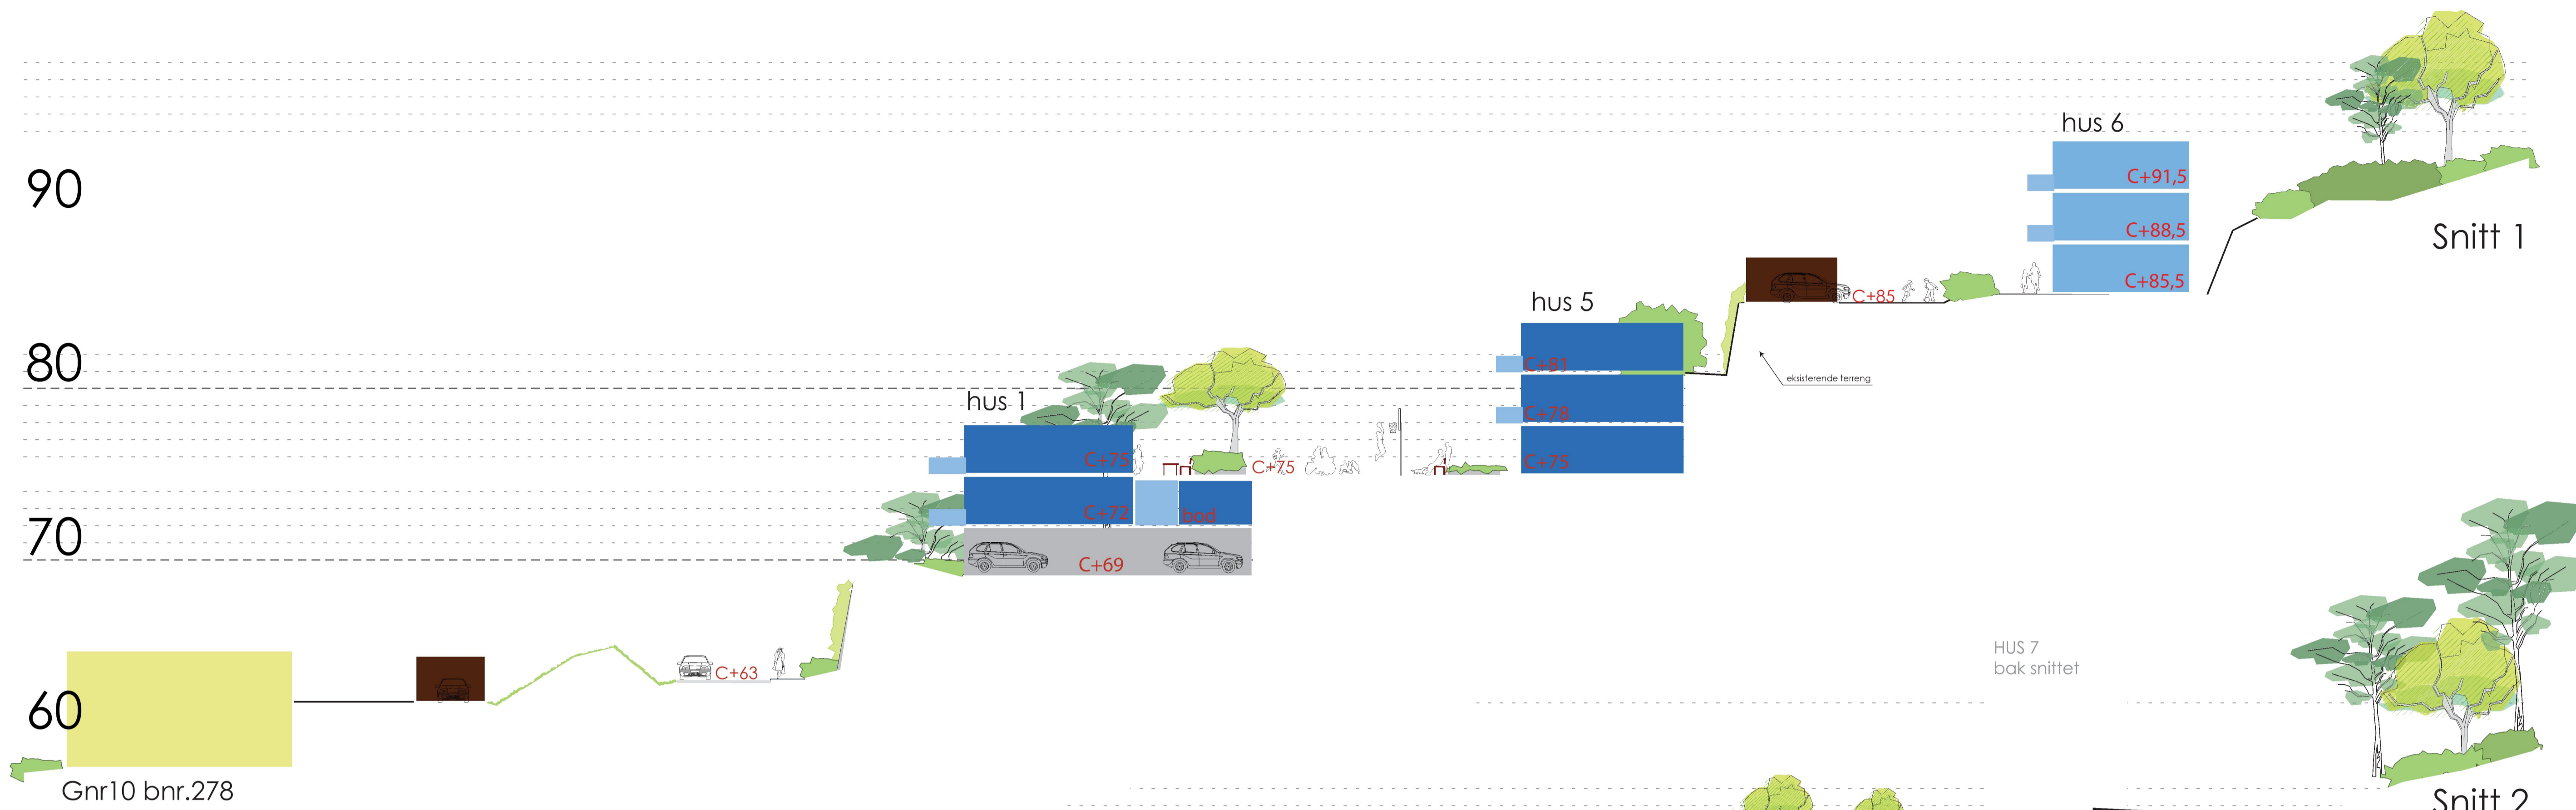 hus 6
90
C+91,5
C+88,5
Snitt 1
C+85,5
C+85
hus 5
80
C+81
eksisterende terreng
hus 1
C+78
C+75
C+75
C+75
70
C+72
bod
C+69
C+63
HUS 7
bak snittet
60
Gnr10 bnr.278
Snitt 2